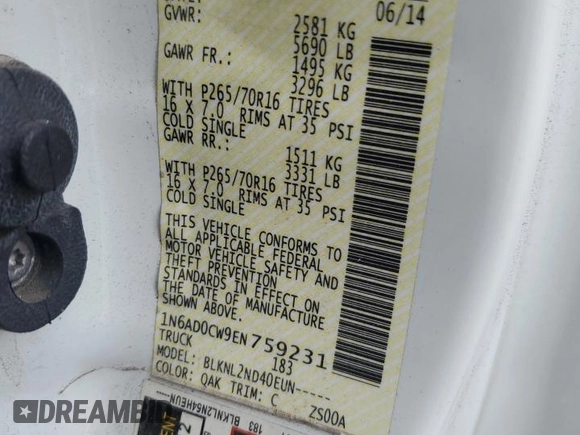 06/14
GVWR: 2581 KG
5690 LB
GAWR FR.: 1495 KG
3296 LB
WITH P265/70R16 TIRES
16 X 7.0 RIMS AT 35 PSI
COLD SINGLE
GAWR RR.: 1511 KG
3331 LB
WITH P265/70R16 TIRES
16 X 7.0 RIMS AT 35 PSI
COLD SINGLE
THIS VEHICLE CONFORMS TO
ALL APPLICABLE FEDERAL
MOTOR VEHICLE SAFETY AND
THEFT PREVENTION
STANDARDS IN EFFECT ON
THE DATE OF MANUFACTURE
SHOWN ABOVE.
1N6AD0CW9EN759231
TRUCK 183
MODEL: BLKNL2ND40EUN-----
COLOR: QAK TRIM: C ZS00A
183 BLKNL2N54HEUN
AUTOBIDMASTER